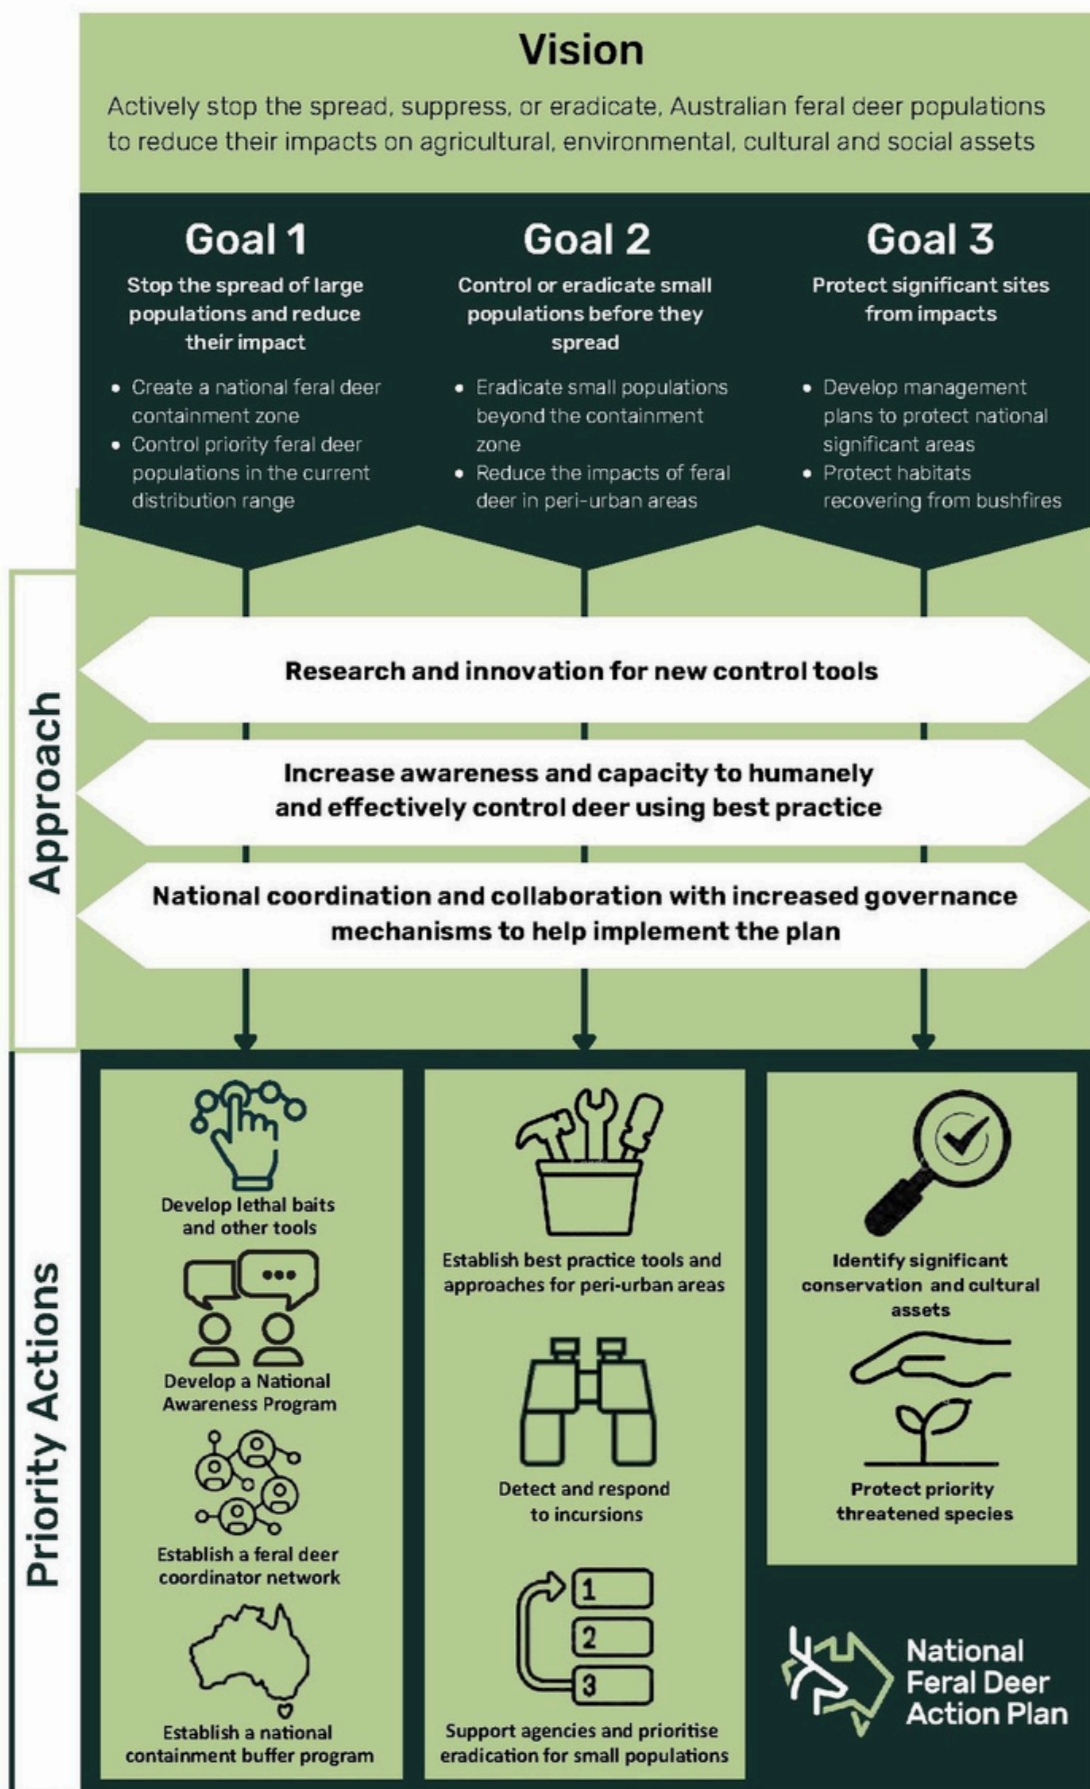 Vision
Actively stop the spread, suppress, or eradicate, Australian feral deer populations
to reduce their impacts on agricultural, environmental, cultural and social assets
Goal 1
Stop the spread of large
populations and reduce
their impact
• Create a national feral deer
containment zone
• Control priority feral deer
populations in the current
distribution range
Goal 2
Control or eradicate small
populations before they
spread
• Eradicate small populations
beyond the containment
zone
• Reduce the impacts of feral
deer in peri-urban areas
Goal 3
Protect significant sites
from impacts
• Develop management
plans to protect national
significant areas
• Protect habitats
recovering from bushfires
Approach
Research and innovation for new control tools
Increase awareness and capacity to humanely
and effectively control deer using best practice
National coordination and collaboration with increased governance
mechanisms to help implement the plan
Priority Actions
Develop lethal baits
and other tools
Develop a National
Awareness Program
Establish a feral deer
coordinator network
Establish a national
containment buffer program
Establish best practice tools and
approaches for peri-urban areas
Detect and respond
to incursions
1
2
3
Support agencies and prioritise
eradication for small populations
Identify significant
conservation and cultural
assets
Protect priority
threatened species
National
Feral Deer
Action Plan